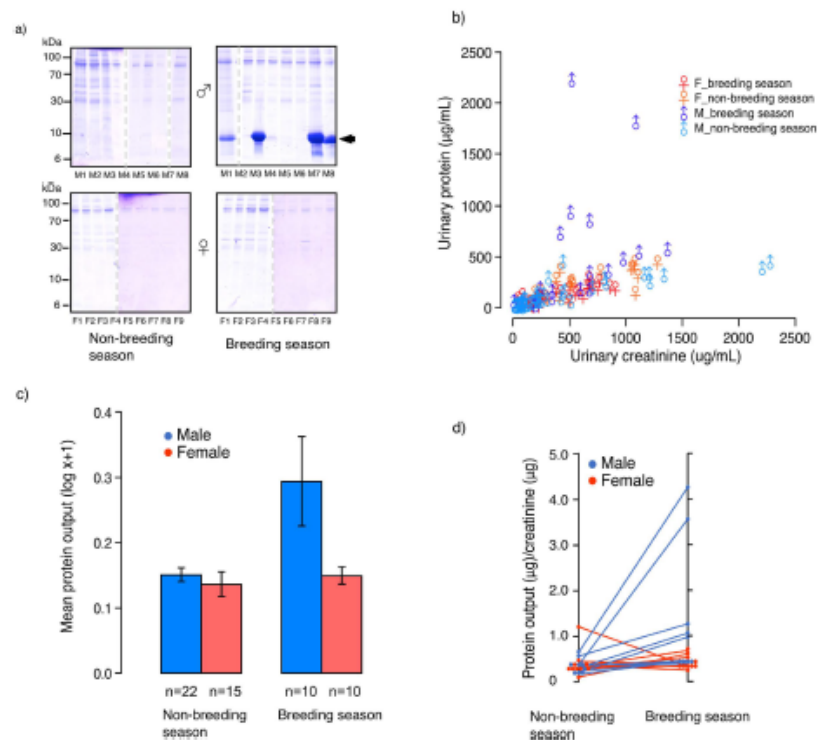 a)
kDa
100
70
30
10
6
♂
M1 M2 M3 M4 M5 M6 M7 M8
M1 M2 M3 M4 M5 M6 M7 M8
kDa
100
70
30
10
6
♀
F1 F2 F3 F4 F5 F6 F7 F8 F9
F1 F2 F3 F4 F5 F6 F7 F8 F9
Non-breeding
season
Breeding season
b)
Urinary protein (µg/mL)
2500
2000
1500
1000
500
0
F_breeding season
F_non-breeding season
M_breeding season
M_non-breeding season
0 500 1000 1500 2000 2500
Urinary creatinine (ug/mL)
c)
Mean protein output (log x+1)
0.4
0.3
0.2
0.1
0.0
Male
Female
n=22 n=15 n=10 n=10
Non-breeding
season
Breeding season
d)
Protein output (µg)/creatinine (µg)
5.0
4.0
3.0
2.0
1.0
0
Male
Female
Non-breeding
season
Breeding season